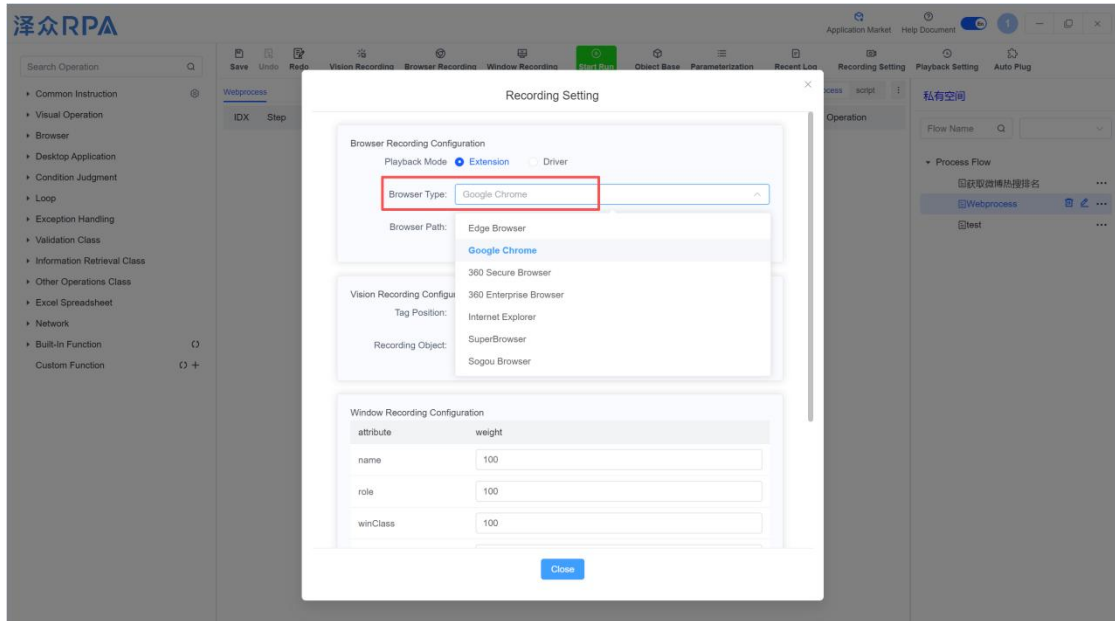 泽众RPA
Application Market
Help Document
En
1
Search Operation
Save
Undo
Redo
Vision Recording
Browser Recording
Window Recording
Start Run
Object Base
Parameterization
Recent Log
Recording Setting
Playback Setting
Auto Plug
Common Instruction
Visual Operation
Browser
Desktop Application
Condition Judgment
Loop
Exception Handling
Validation Class
Information Retrieval Class
Other Operations Class
Excel Spreadsheet
Network
Built-In Function
Custom Function
Webprocess
IDX Step
script
Operation
Recording Setting
Browser Recording Configuration
Playback Mode Extension Driver
Browser Type: Google Chrome
Browser Path:
Edge Browser
Google Chrome
360 Secure Browser
360 Enterprise Browser
Internet Explorer
SuperBrowser
Sogou Browser
Tag Position:
Recording Object:
Window Recording Configuration
attribute weight
name 100
role 100
winClass 100
Close
私有空间
Flow Name
Process Flow
获取微博热搜排名
Webprocess
test